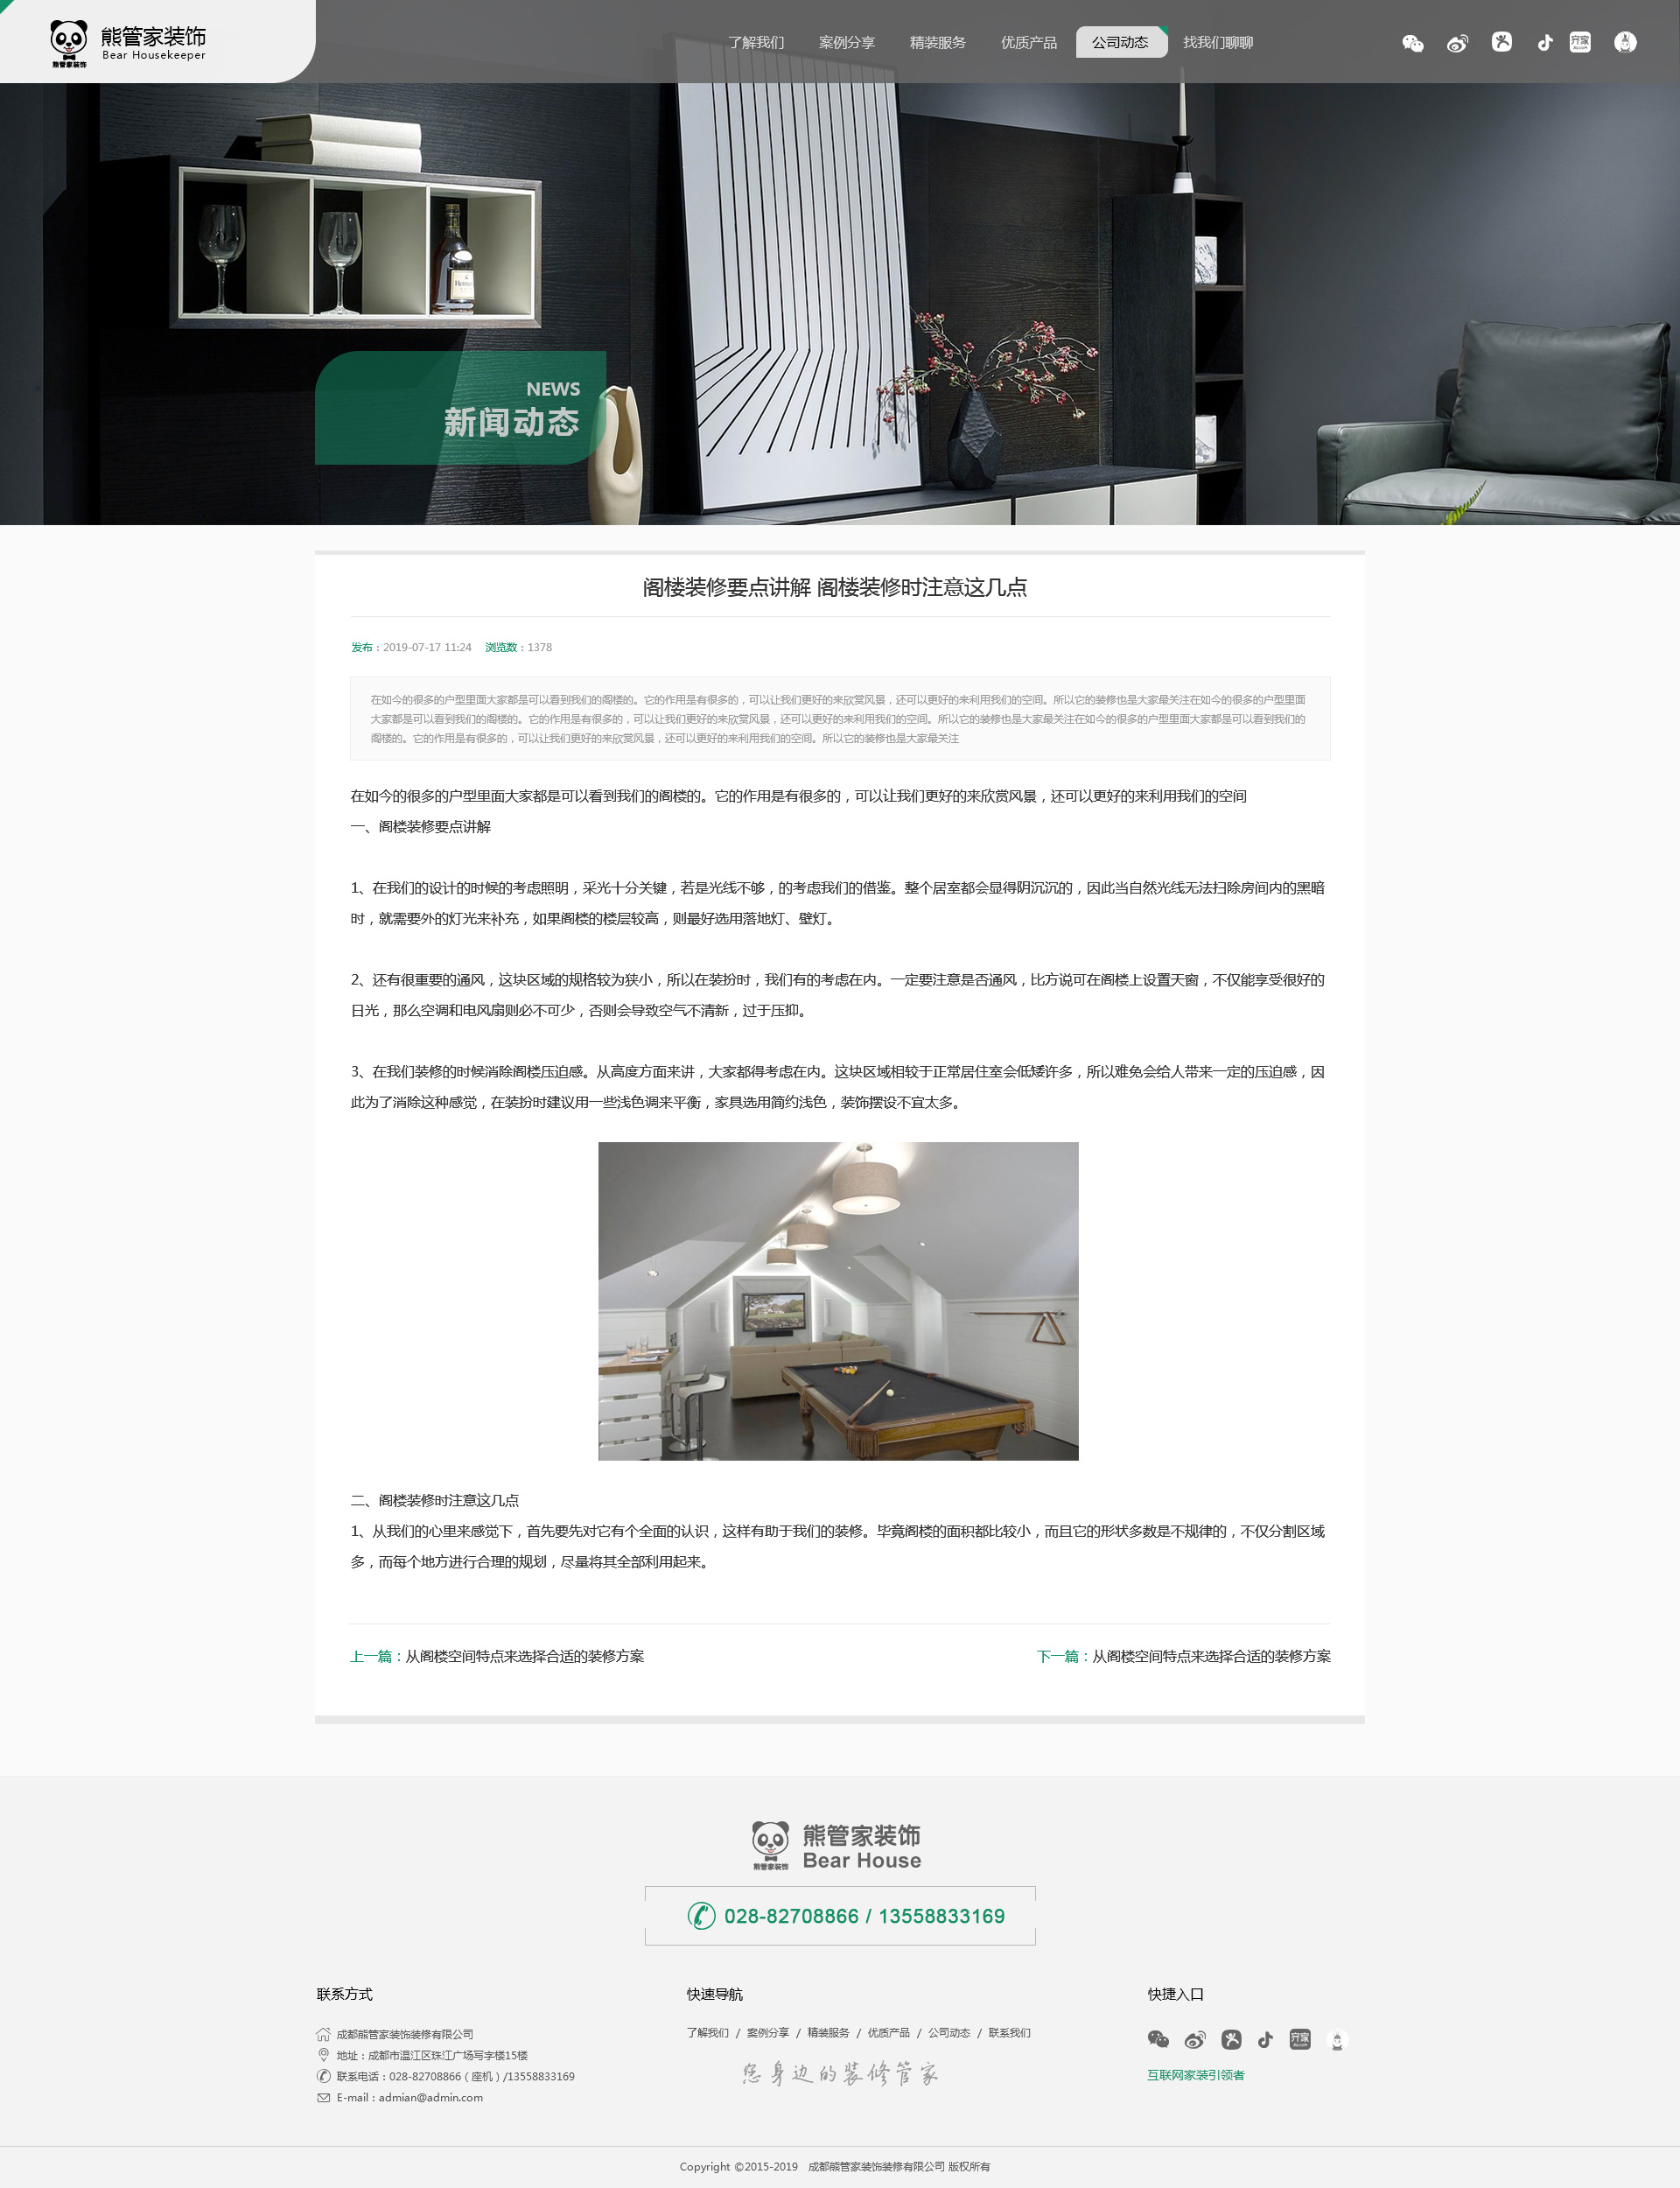 熊管家装饰
Bear Housekeeper
熊管家装饰
了解我们 案例分享 精装服务 优质产品 公司动态 找我们聊聊
齐家
NEWS
新闻动态
阁楼装修要点讲解 阁楼装修时注意这几点
发布：2019-07-17 11:24 浏览数：1378
在如今的很多的户型里面大家都是可以看到我们的阁楼的。它的作用是有很多的，可以让我们更好的来欣赏风景，还可以更好的来利用我们的空间。所以它的装修也是大家最关注在如今的很多的户型里面
大家都是可以看到我们的阁楼的。它的作用是有很多的，可以让我们更好的来欣赏风景，还可以更好的来利用我们的空间。所以它的装修也是大家最关注在如今的很多的户型里面大家都是可以看到我们的
阁楼的。它的作用是有很多的，可以让我们更好的来欣赏风景，还可以更好的来利用我们的空间。所以它的装修也是大家最关注
在如今的很多的户型里面大家都是可以看到我们的阁楼的。它的作用是有很多的，可以让我们更好的来欣赏风景，还可以更好的来利用我们的空间
一、阁楼装修要点讲解
1、在我们的设计的时候的考虑照明，采光十分关键，若是光线不够，的考虑我们的借鉴。整个居室都会显得阴沉沉的，因此当自然光线无法扫除房间内的黑暗
时，就需要外的灯光来补充，如果阁楼的楼层较高，则最好选用落地灯、壁灯。
2、还有很重要的通风，这块区域的规格较为狭小，所以在装扮时，我们有的考虑在内。一定要注意是否通风，比方说可在阁楼上设置天窗，不仅能享受很好的
日光，那么空调和电风扇则必不可少，否则会导致空气不清新，过于压抑。
3、在我们装修的时候消除阁楼压迫感。从高度方面来讲，大家都得考虑在内。这块区域相较于正常居住室会低矮许多，所以难免会给人带来一定的压迫感，因
此为了消除这种感觉，在装扮时建议用一些浅色调来平衡，家具选用简约浅色，装饰摆设不宜太多。
二、阁楼装修时注意这几点
1、从我们的心里来感觉下，首先要先对它有个全面的认识，这样有助于我们的装修。毕竟阁楼的面积都比较小，而且它的形状多数是不规律的，不仅分割区域
多，而每个地方进行合理的规划，尽量将其全部利用起来。
上一篇：从阁楼空间特点来选择合适的装修方案
下一篇：从阁楼空间特点来选择合适的装修方案
熊管家装饰
Bear House
熊管家装饰
028-82708866 / 13558833169
联系方式
成都熊管家装饰装修有限公司
地址：成都市温江区珠江广场写字楼15楼
联系电话：028-82708866（座机）/13558833169
E-mail：admian@admin.com
快速导航
了解我们 / 案例分享 / 精装服务 / 优质产品 / 公司动态 / 联系我们
您身边的装修管家
快捷入口
齐家
互联网家装引领者
Copyright ©2015-2019 成都熊管家装饰装修有限公司 版权所有